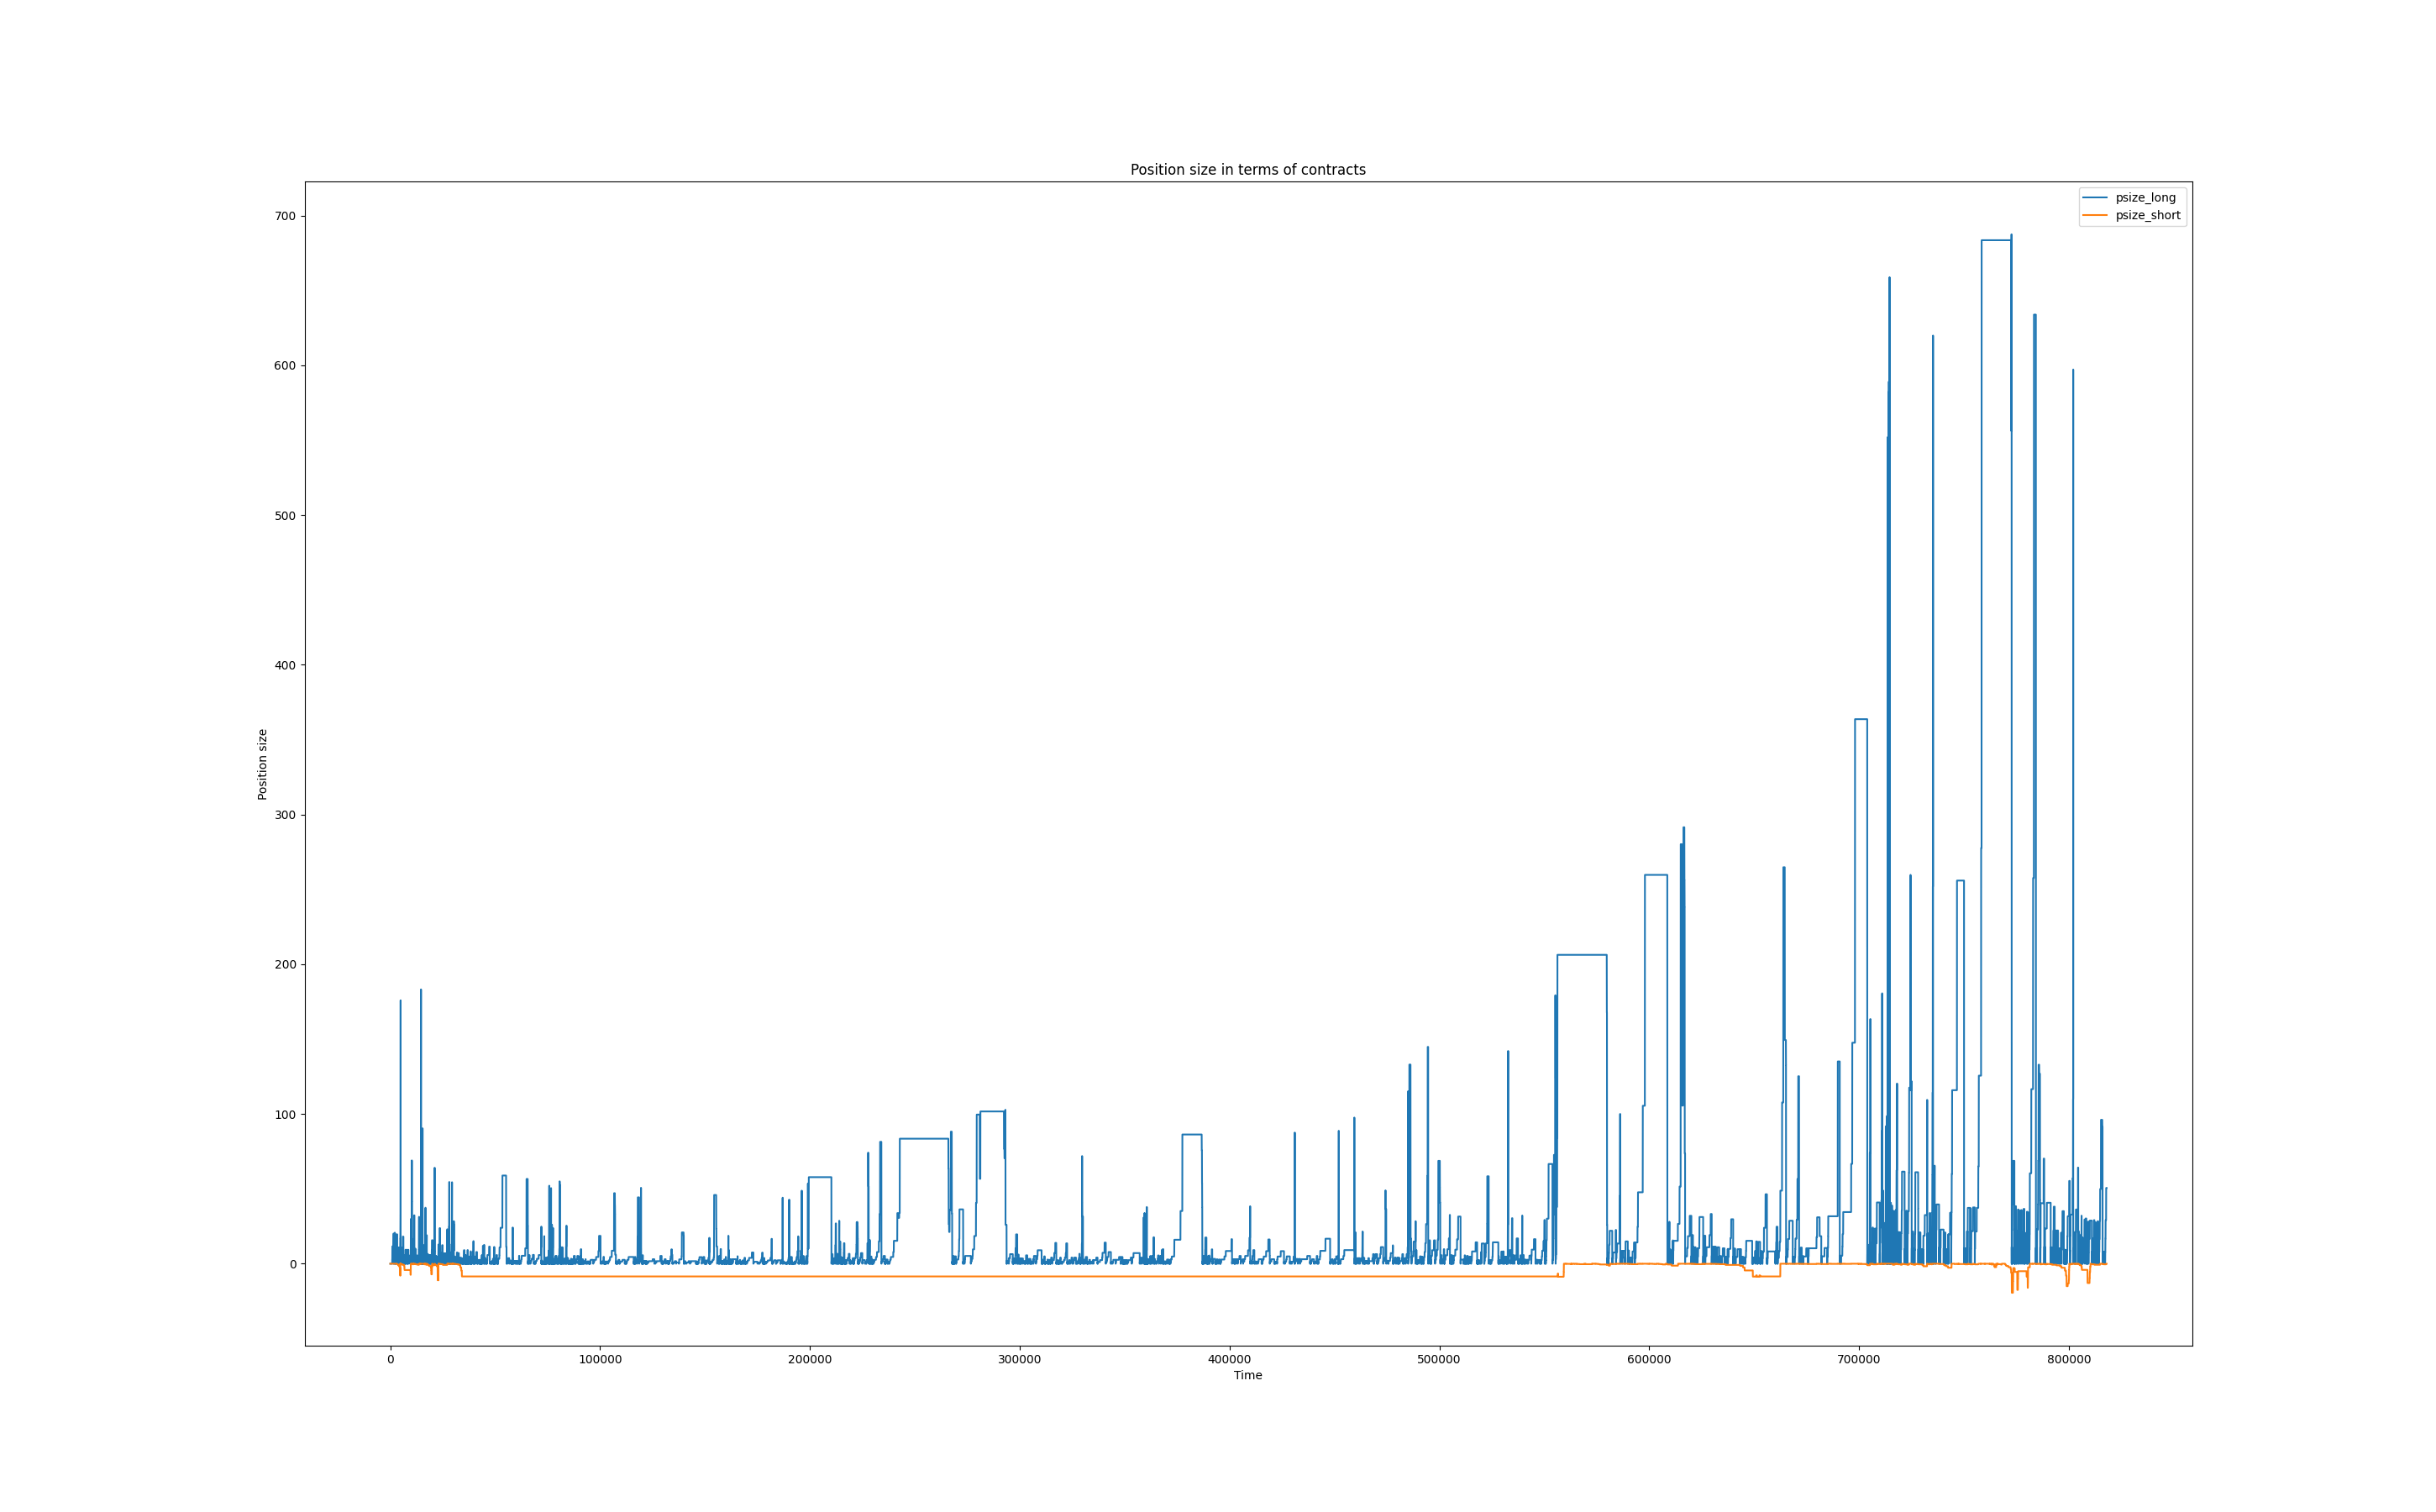 Position size in terms of contracts
psize_long
psize_short
700
600
500
400
300
200
100
0
Position size
0 100000 200000 300000 400000 500000 600000 700000 800000
Time